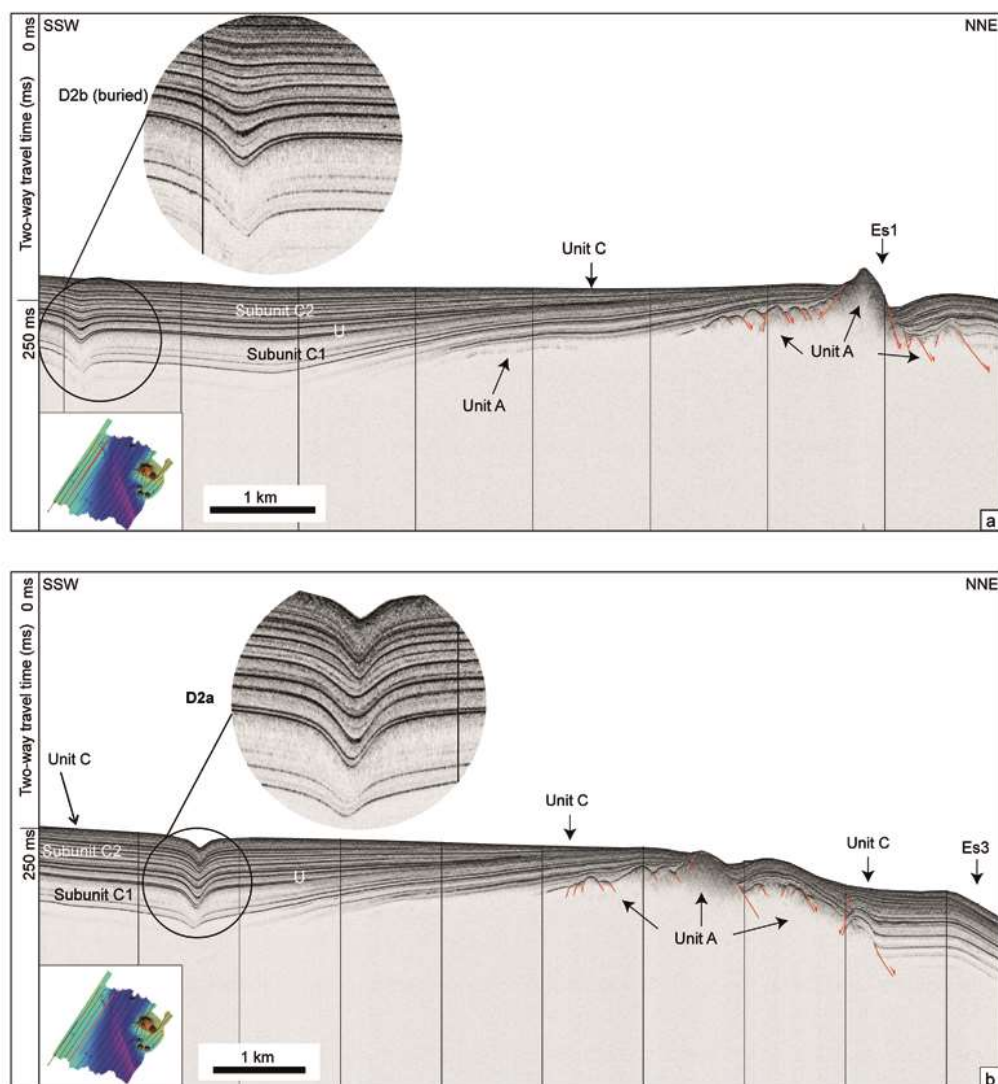 SSW
NNE
0 ms
Two-way travel time (ms)
250 ms
D2b (buried)
Es1
Unit C
Subunit C2
U
Subunit C1
Unit A
Unit A
1 km
a
SSW
NNE
0 ms
Two-way travel time (ms)
250 ms
D2a
Unit C
Unit C
Unit C
Es3
Subunit C2
U
Subunit C1
Unit A
1 km
b